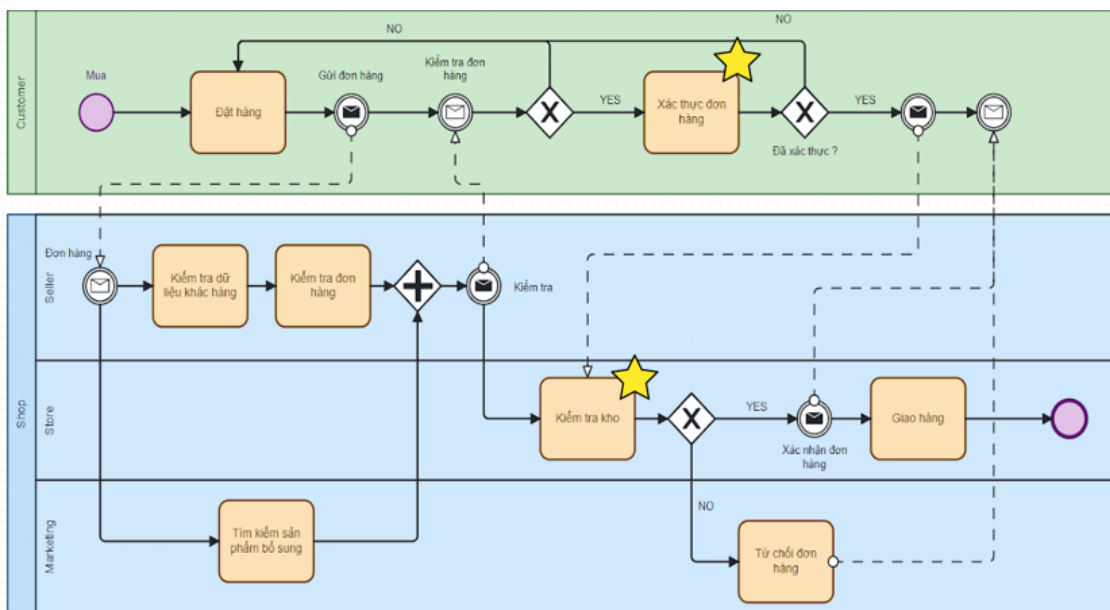 NO
NO
Customer
Mua
Đặt hàng
Gửi đơn hàng
Kiểm tra đơn
hàng
X
YES
Xác thực đơn
hàng
X
Đã xác thực ?
YES
Shop
Seller
Đơn hàng
Kiểm tra dữ
liệu khác hàng
Kiểm tra đơn
hàng
Kiểm tra
Store
Kiểm tra kho
X
YES
Xác nhận đơn
hàng
Giao hàng
NO
Marketing
Tìm kiếm sản
phẩm bổ sung
Từ chối đơn
hàng